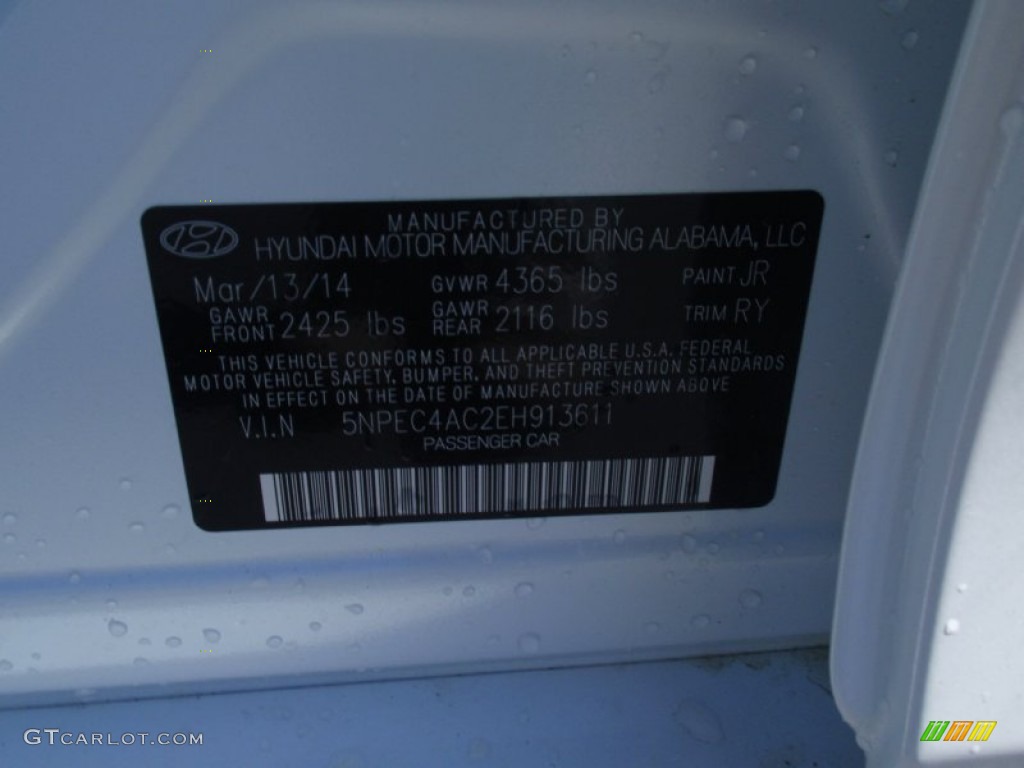 MANUFACTURED BY
HYUNDAI MOTOR MANUFACTURING ALABAMA, LLC
Mar/13/14 GVWR 4365 lbs PAINT JR
GAWR FRONT 2425 lbs GAWR REAR 2116 lbs TRIM RY
THIS VEHICLE CONFORMS TO ALL APPLICABLE U.S.A. FEDERAL
MOTOR VEHICLE SAFETY, BUMPER, AND THEFT PREVENTION STANDARDS
IN EFFECT ON THE DATE OF MANUFACTURE SHOWN ABOVE
V.I.N 5NPEC4AC2EH913611
PASSENGER CAR
GTCARLOT.COM